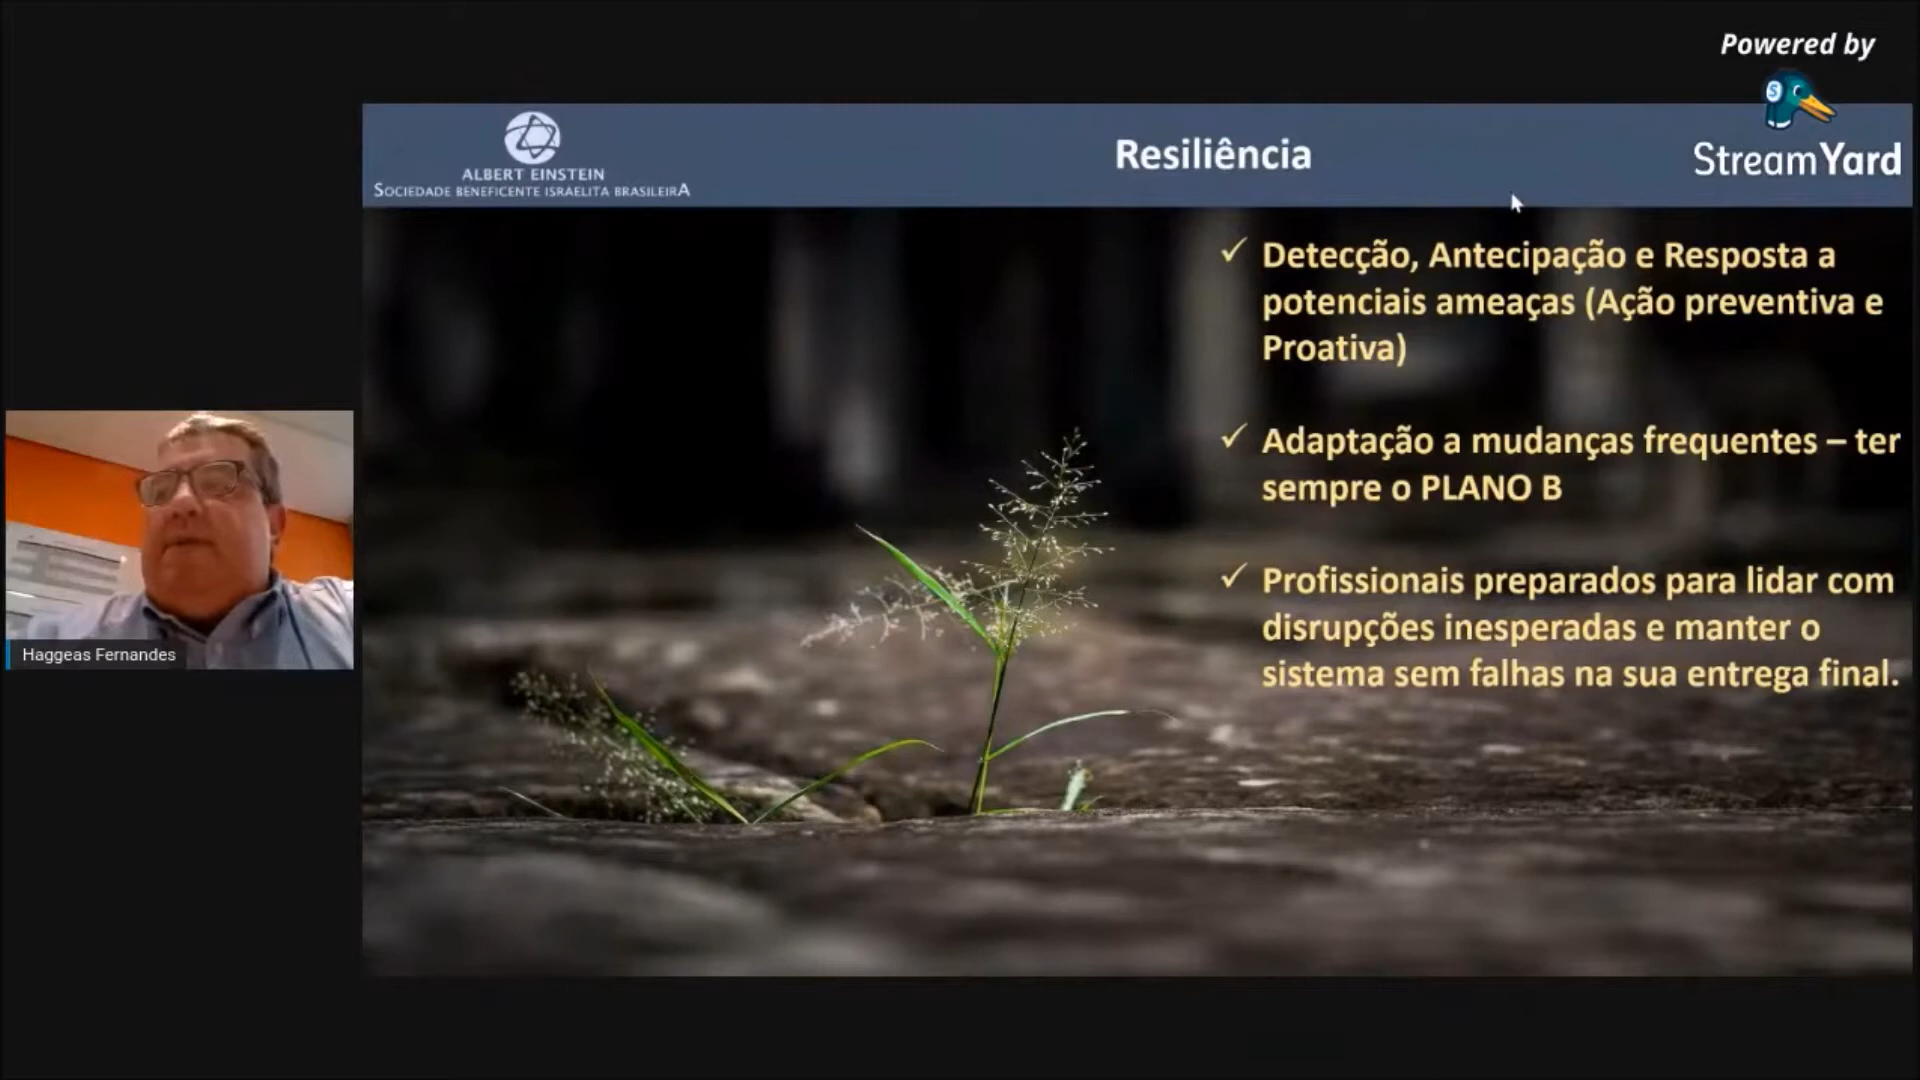 Powered by
StreamYard
ALBERT EINSTEIN
SOCIEDADE BENEFICENTE ISRAELITA BRASILEIRA
Resiliência
✓ Detecção, Antecipação e Resposta a
potenciais ameaças (Ação preventiva e
Proativa)
✓ Adaptação a mudanças frequentes – ter
sempre o PLANO B
✓ Profissionais preparados para lidar com
disrupções inesperadas e manter o
sistema sem falhas na sua entrega final.
Haggeas Fernandes